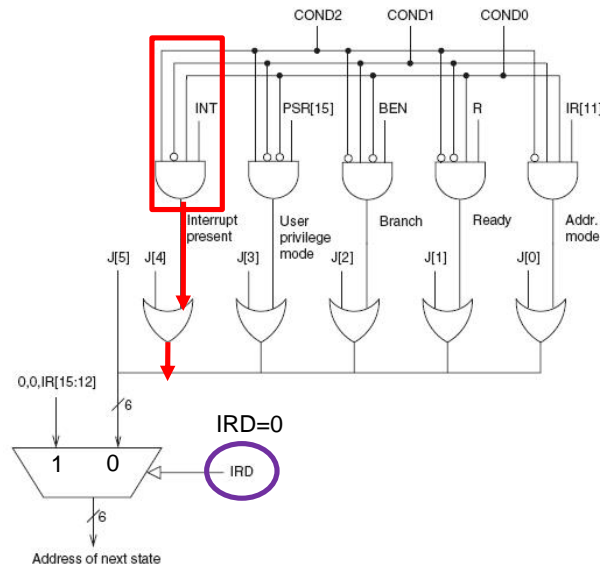 COND2 COND1 COND0
INT PSR[15] BEN R IR[11]
Interrupt present
User privilege mode
Branch
Ready
Addr. mode
J[5] J[4] J[3] J[2] J[1] J[0]
0,0,IR[15:12]
6
IRD=0
1 0
IRD
6
Address of next state